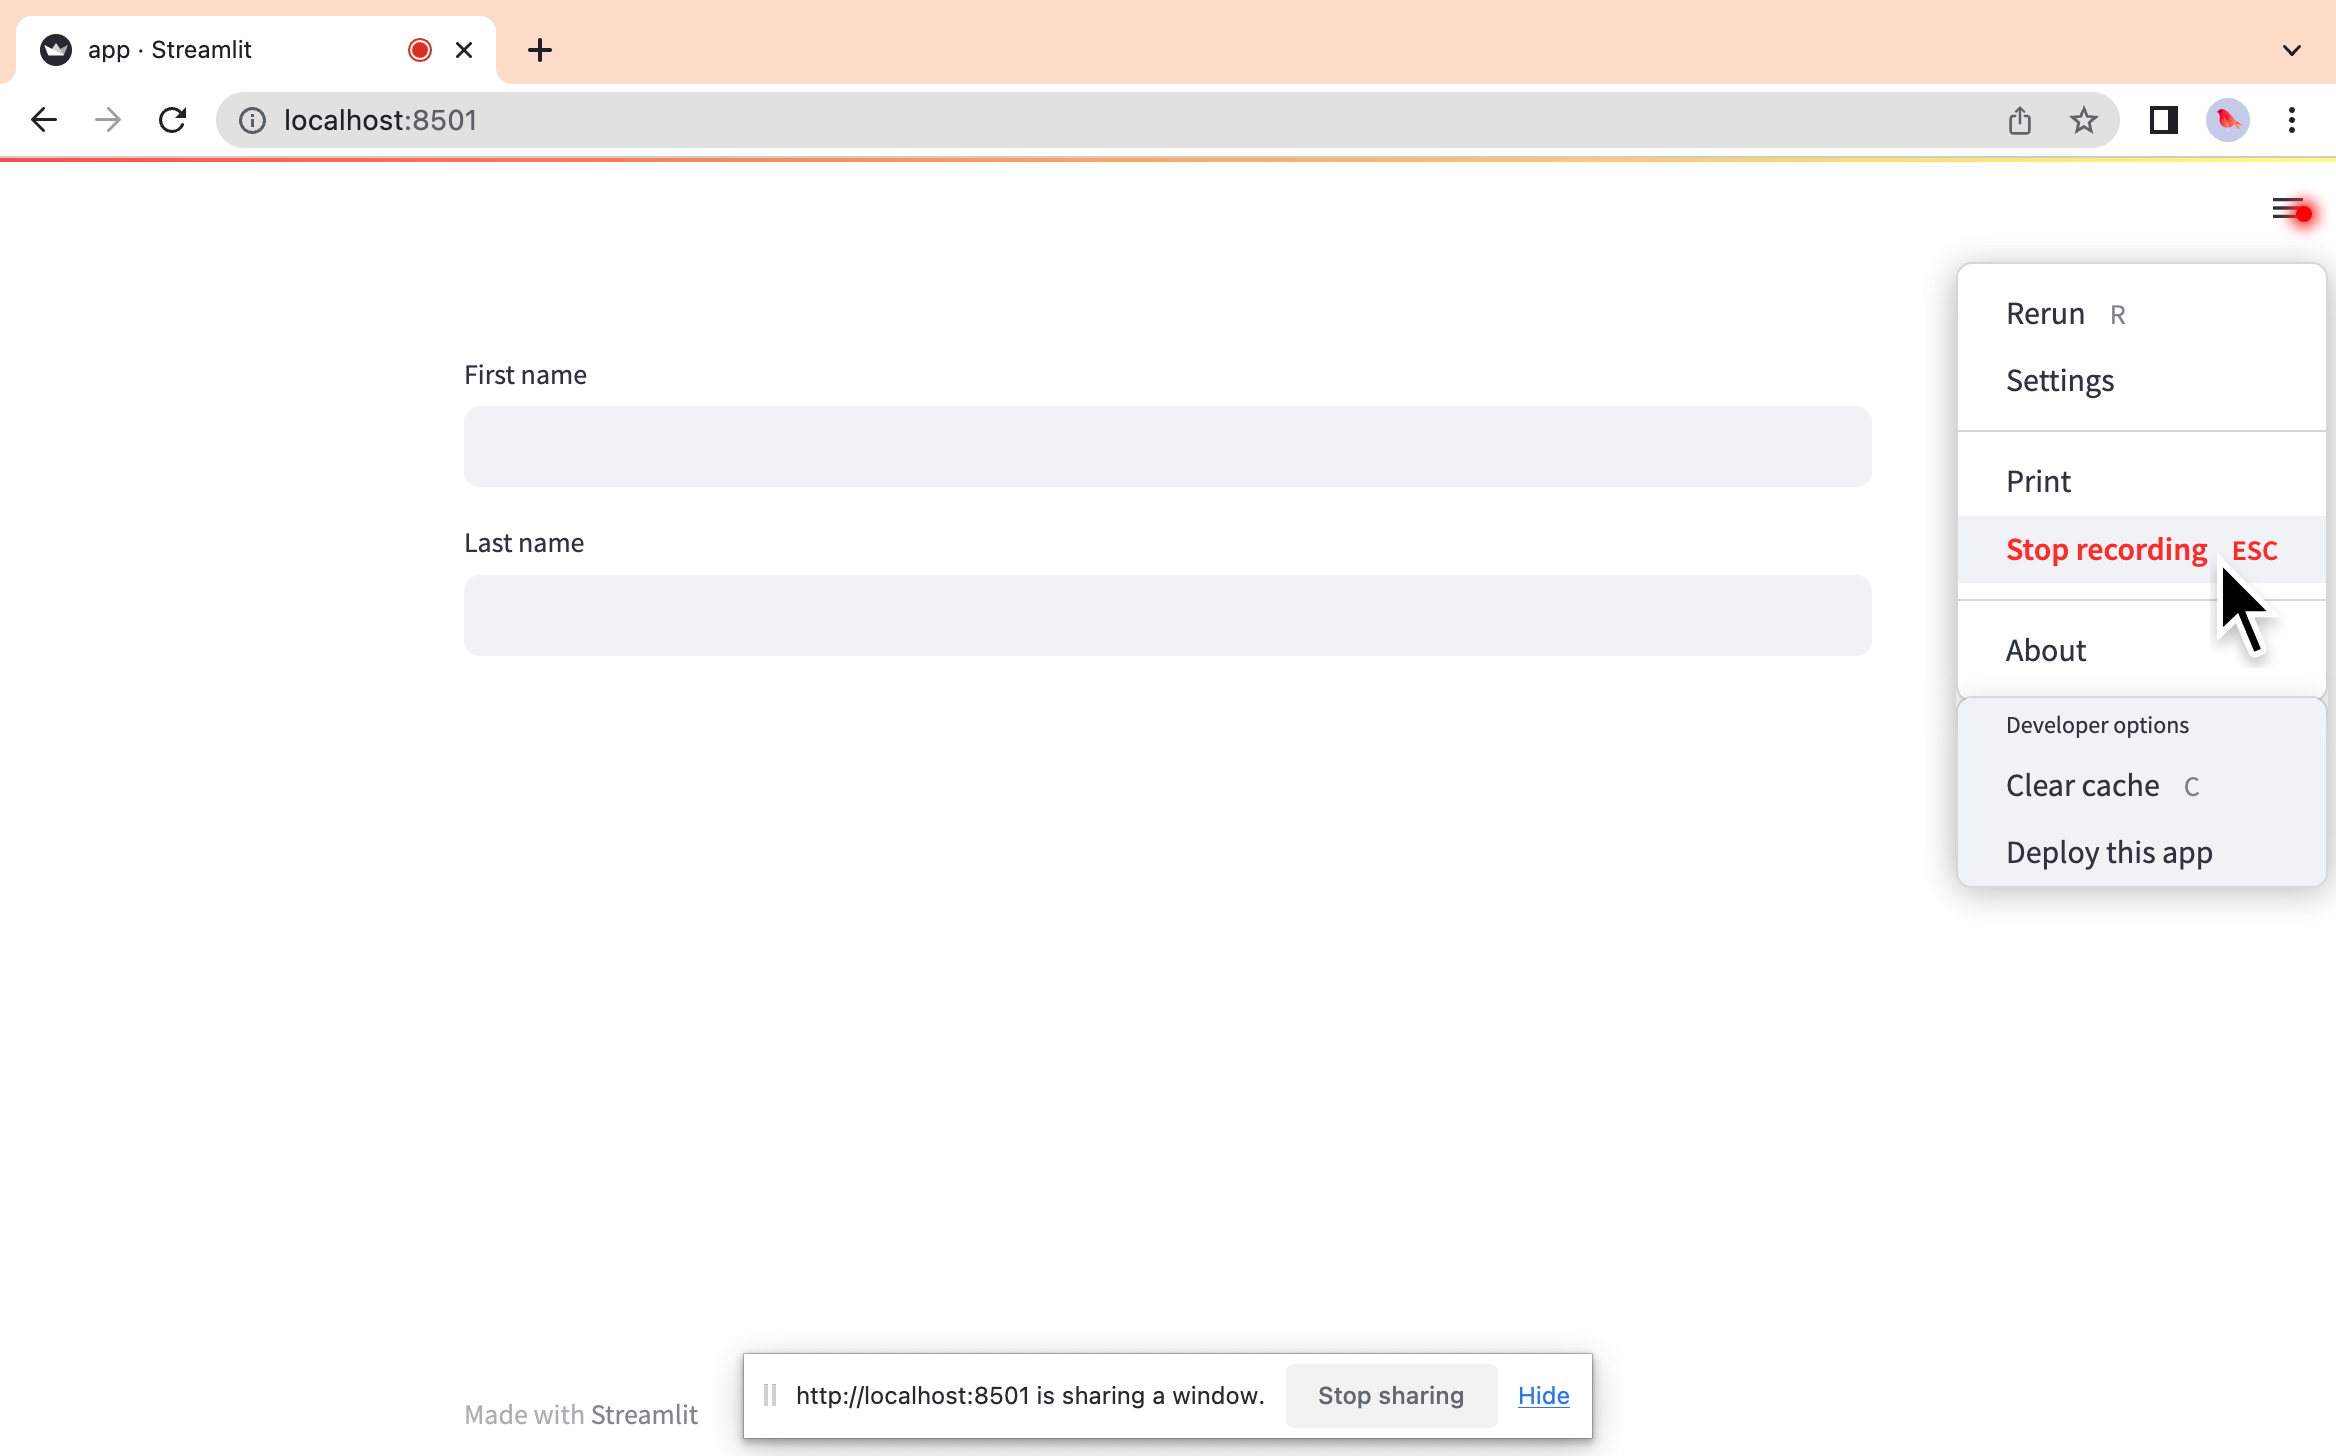 app · Streamlit
localhost:8501
Rerun R
Settings
First name
Print
Last name
Stop recording ESC
About
Developer options
Clear cache C
Deploy this app
http://localhost:8501 is sharing a window. Stop sharing Hide
Made with Streamlit